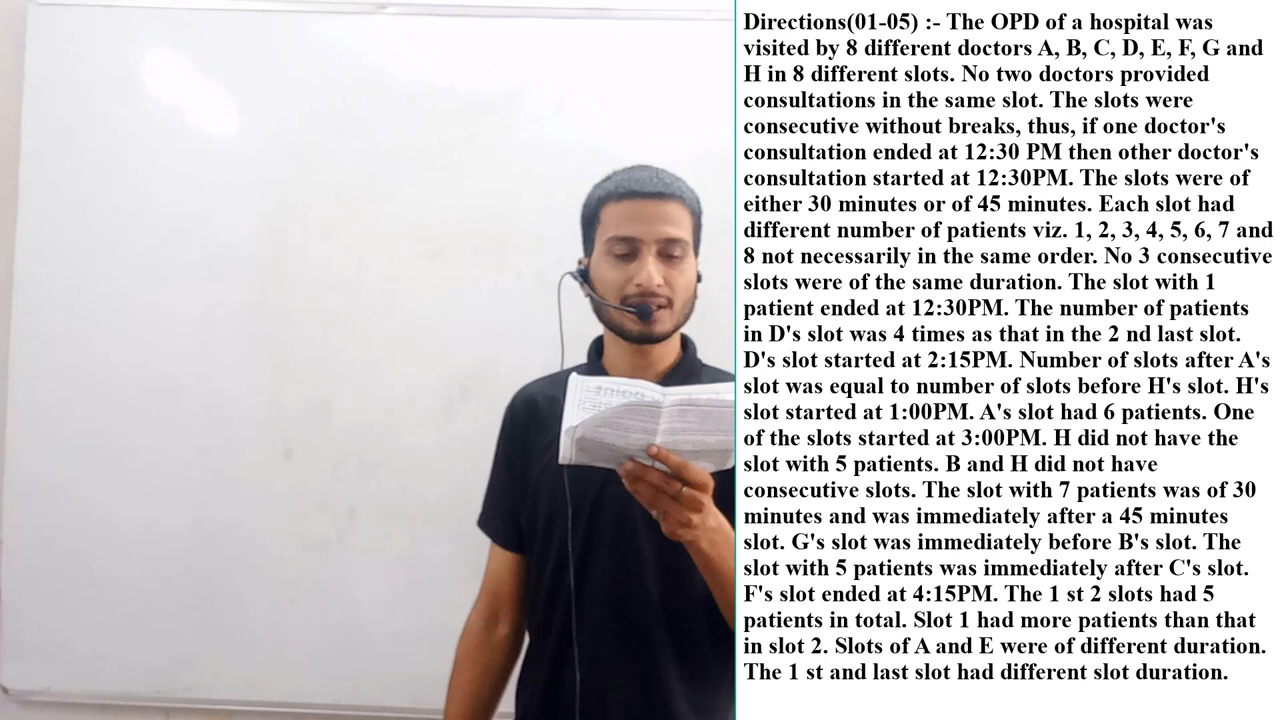 Directions(01-05) :- The OPD of a hospital was
visited by 8 different doctors A, B, C, D, E, F, G and
H in 8 different slots. No two doctors provided
consultations in the same slot. The slots were
consecutive without breaks, thus, if one doctor's
consultation ended at 12:30 PM then other doctor's
consultation started at 12:30PM. The slots were of
either 30 minutes or of 45 minutes. Each slot had
different number of patients viz. 1, 2, 3, 4, 5, 6, 7 and
8 not necessarily in the same order. No 3 consecutive
slots were of the same duration. The slot with 1
patient ended at 12:30PM. The number of patients
in D's slot was 4 times as that in the 2 nd last slot.
D's slot started at 2:15PM. Number of slots after A's
slot was equal to number of slots before H's slot. H's
slot started at 1:00PM. A's slot had 6 patients. One
of the slots started at 3:00PM. H did not have the
slot with 5 patients. B and H did not have
consecutive slots. The slot with 7 patients was of 30
minutes and was immediately after a 45 minutes
slot. G's slot was immediately before B's slot. The
slot with 5 patients was immediately after C's slot.
F's slot ended at 4:15PM. The 1 st 2 slots had 5
patients in total. Slot 1 had more patients than that
in slot 2. Slots of A and E were of different duration.
The 1 st and last slot had different slot duration.